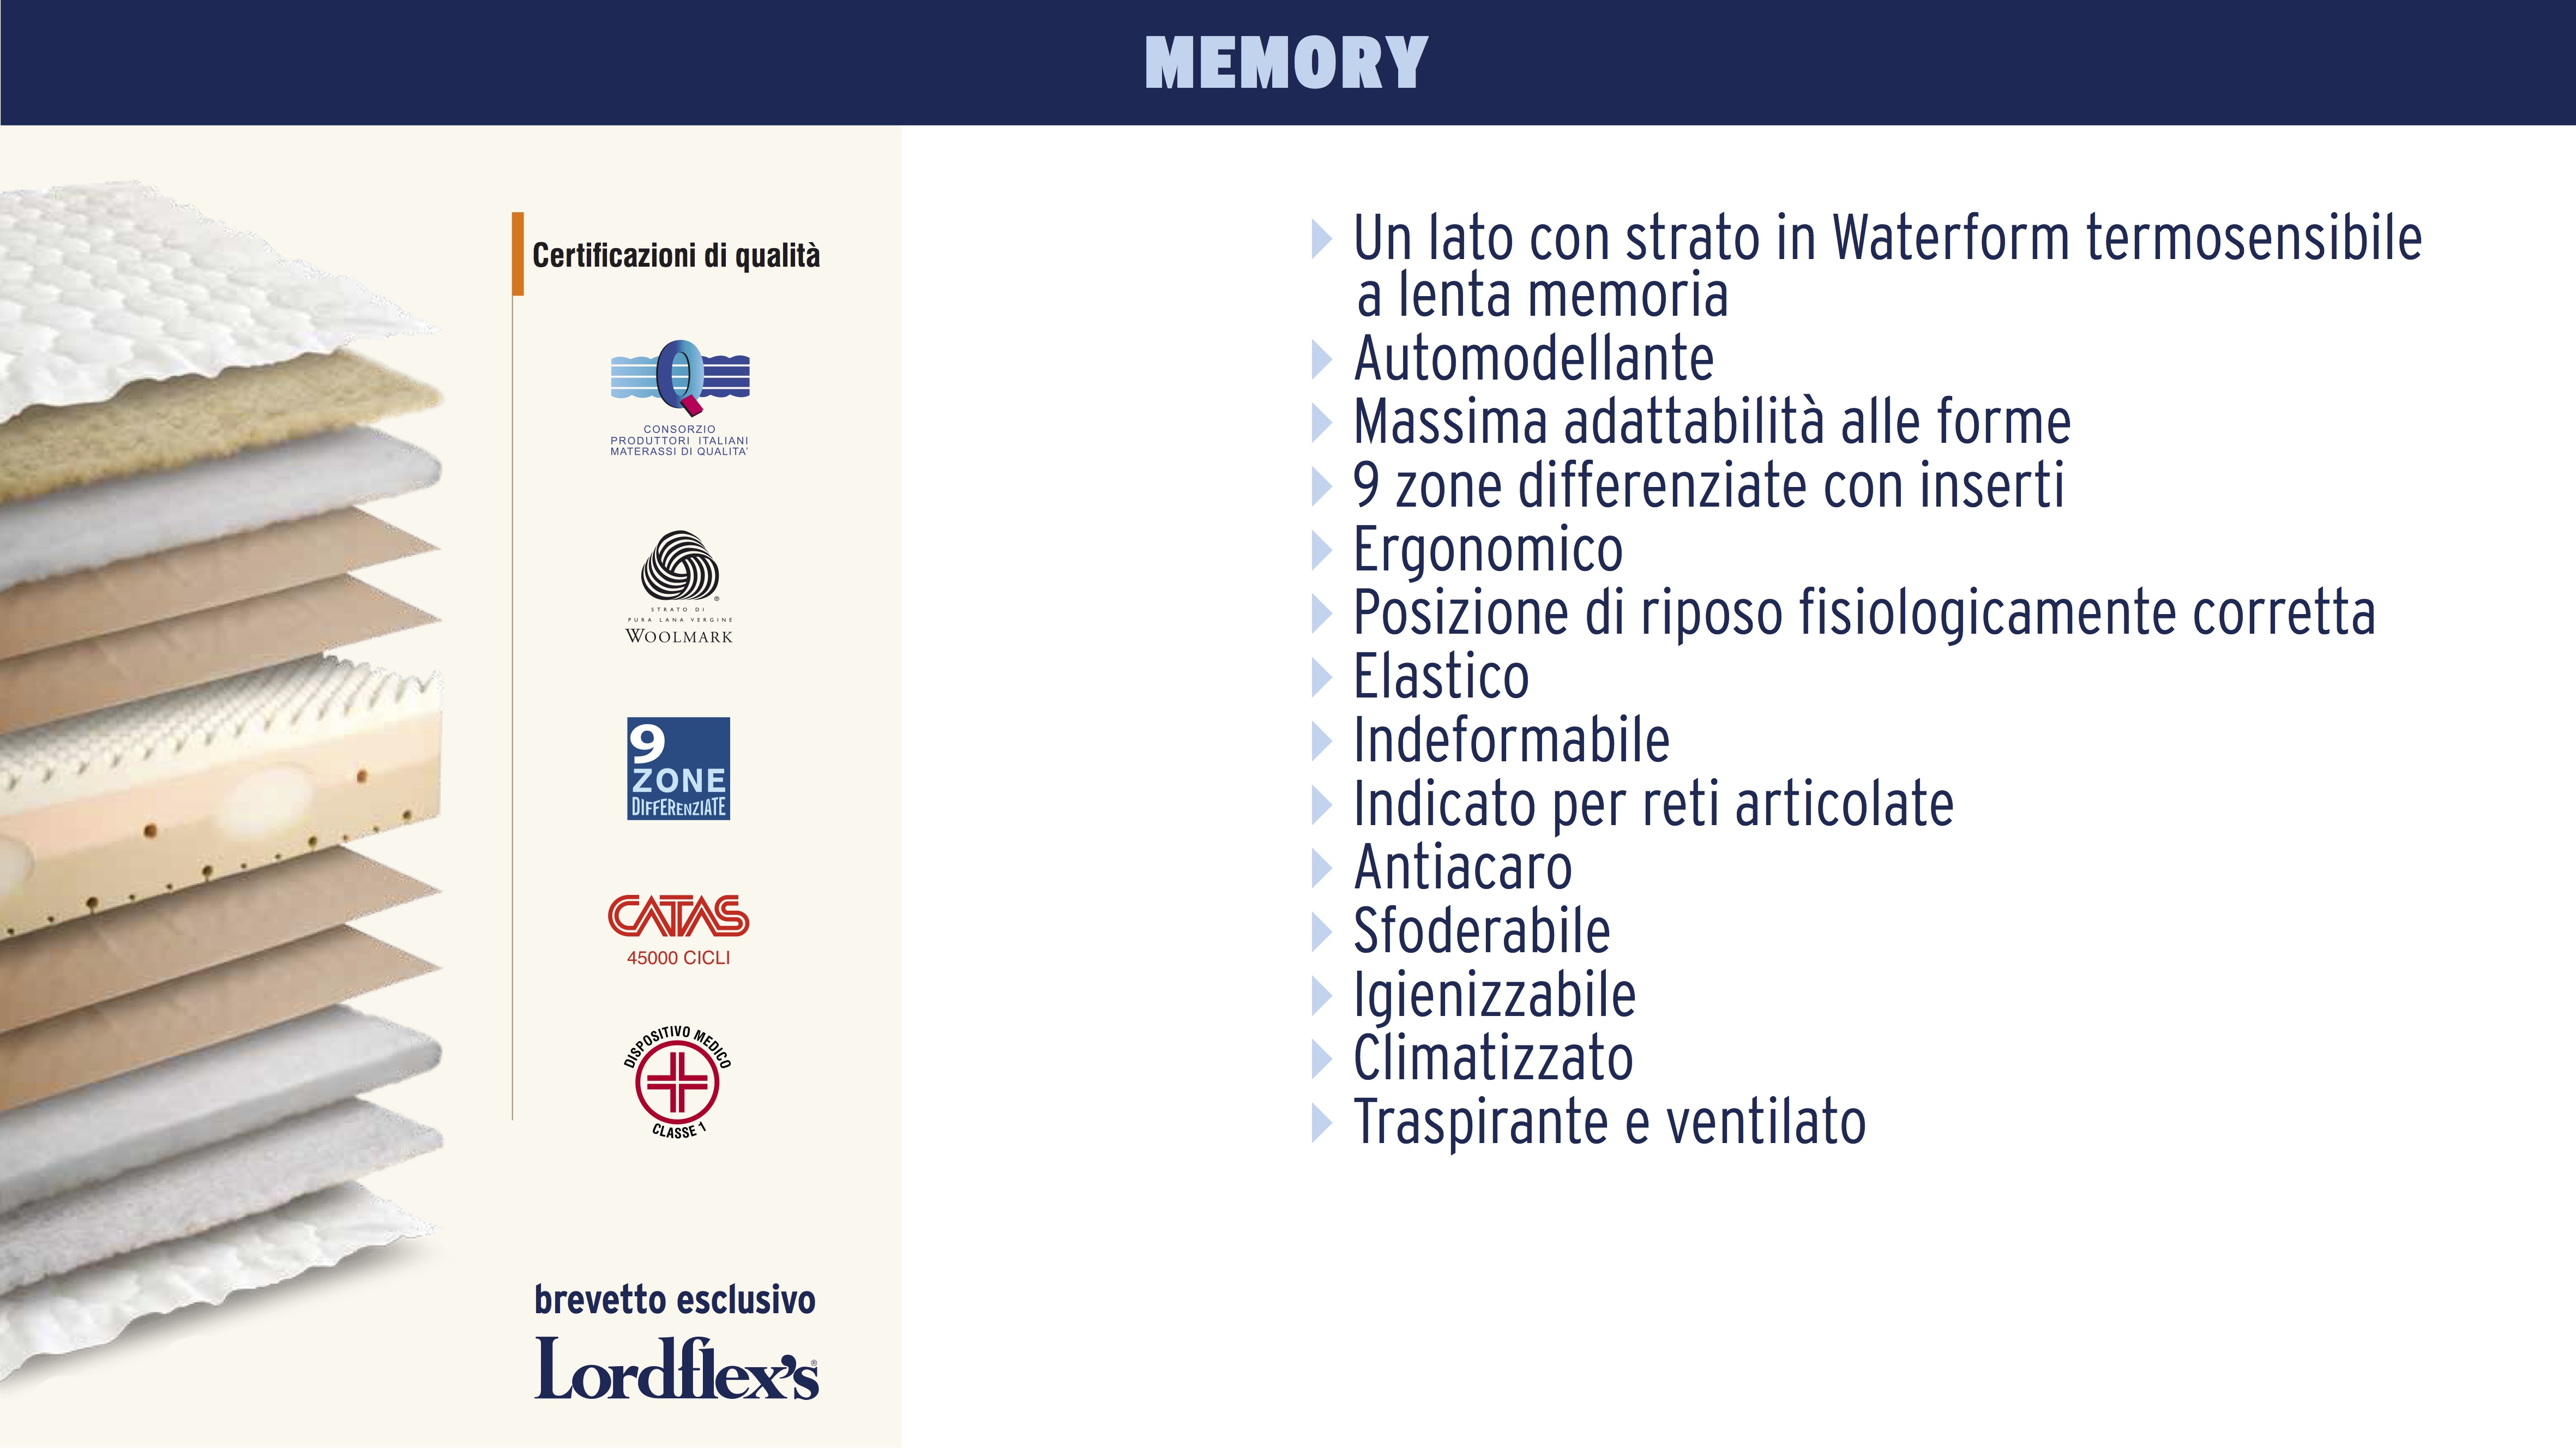 MEMORY
Certificazioni di qualità
Q
CONSORZIO
PRODUTTORI ITALIANI
MATERASSI DI QUALITA'
®
STRATO DI
PURA LANA VERGINE
WOOLMARK
9
ZONE
DIFFERENZIATE
CATAS
45000 CICLI
DISPOSITIVO MEDICO
CLASSE 1
brevetto esclusivo
Lordflex's®
Un lato con strato in Waterform termosensibile
a lenta memoria
Automodellante
Massima adattabilità alle forme
9 zone differenziate con inserti
Ergonomico
Posizione di riposo fisiologicamente corretta
Elastico
Indeformabile
Indicato per reti articolate
Antiacaro
Sfoderabile
Igienizzabile
Climatizzato
Traspirante e ventilato